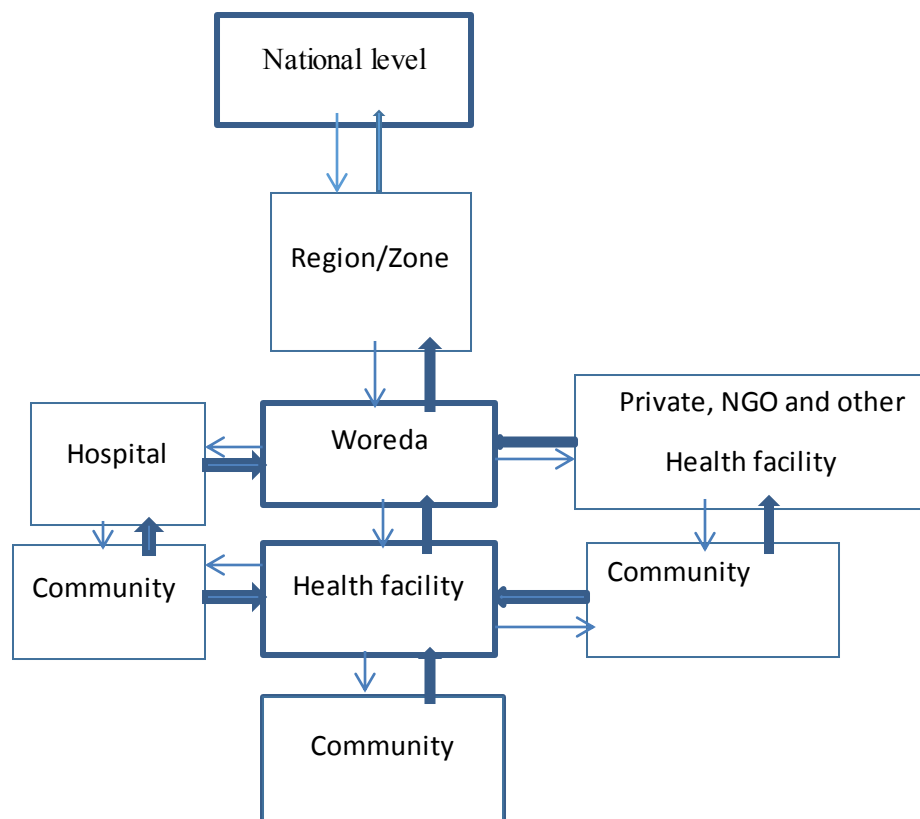 National level
Region/Zone
Private, NGO and other
Health facility
Woreda
Hospital
Community
Health facility
Community
Community